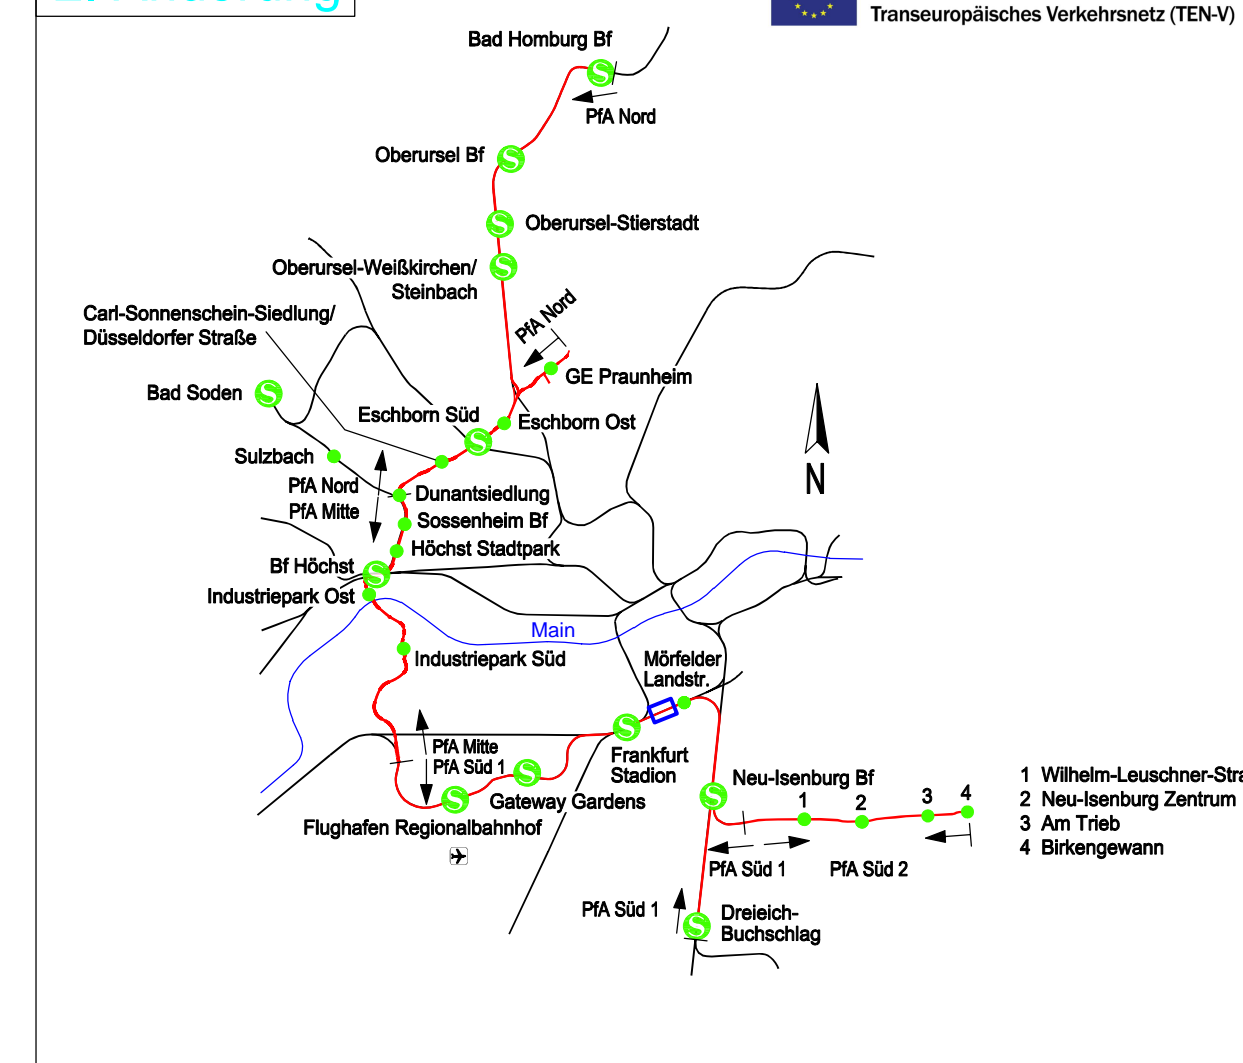 2. Änderung
Transeuropäisches Verkehrsnetz (TEN-V)
Bad Homburg Bf
PfA Nord
Oberursel Bf
Oberursel-Stierstadt
Oberursel-Weißkirchen/
Steinbach
PfA Nord
Carl-Sonnenschein-Siedlung/
Düsseldorfer Straße
GE Praunheim
Bad Soden
Eschborn Süd
Eschborn Ost
Sulzbach
PfA Nord
PfA Mitte
Dunantsiedlung
Sossenheim Bf
Höchst Stadtpark
Bf Höchst
Industriepark Ost
N
Main
Industriepark Süd
Mörfelder
Landstr.
PfA Mitte
PfA Süd 1
Frankfurt
Stadion
Gateway Gardens
Flughafen Regionalbahnhof
Neu-Isenburg Bf
1
2
3
4
1 Wilhelm-Leuschner-Stra
2 Neu-Isenburg Zentrum
3 Am Trieb
4 Birkengewann
PfA Süd 1
PfA Süd 2
PfA Süd 1
Dreieich-
Buchschlag